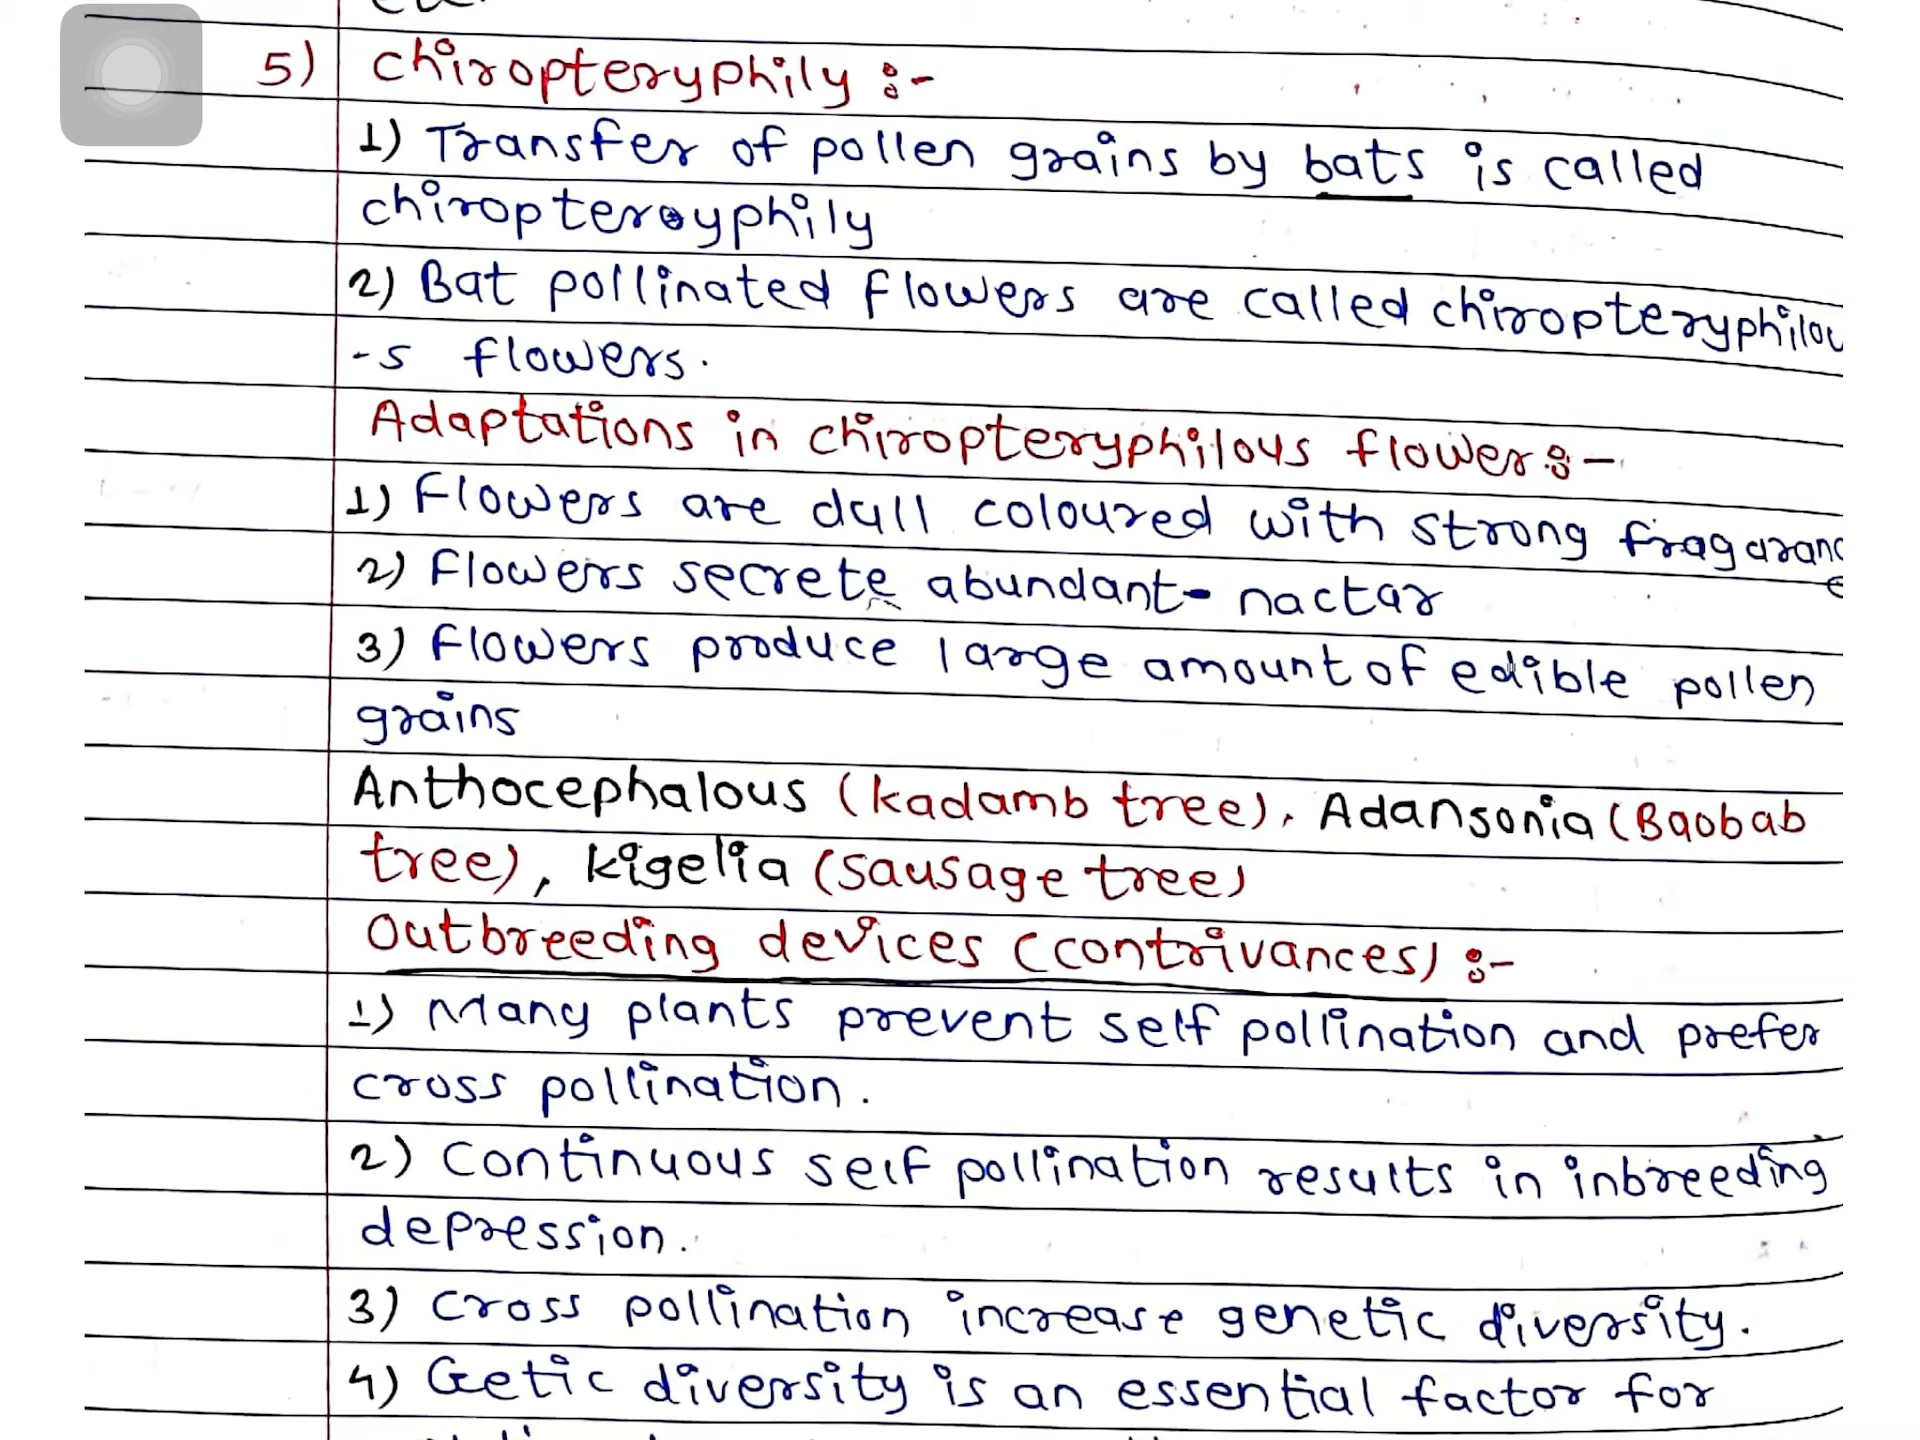 5) Chiropteryphily :-
1) Transfer of pollen grains by bats is called
chiropteroyphily
2) Bat pollinated flowers are called chiropteryphilou
-s flowers.
Adaptations in chiropteryphilous flower :-
1) Flowers are dull coloured with strong fragaranc
e
2) Flowers secrete abundant- nactar
3) Flowers produce large amount of edible pollen
grains
Anthocephalous (kadamb tree), Adansonia (Baobab
tree), Kigelia (sausage tree)
Outbreeding devices (contrivances) :-
1) Many plants prevent self pollination and prefer
cross pollination.
2) Continuous self pollination results in inbreeding
depression.
3) Cross pollination increase genetic diversity.
4) Getic diversity is an essential factor for